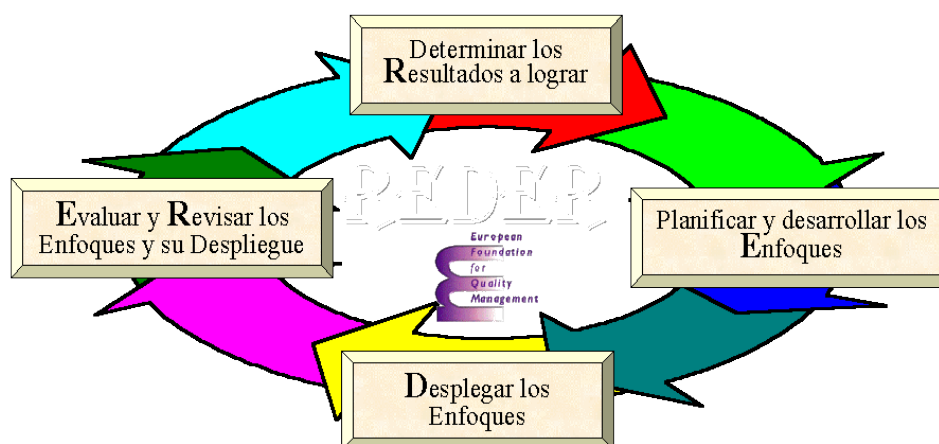 Determinar los
Resultados a lograr
Evaluar y Revisar los
Enfoques y su Despliegue
REDER
Planificar y desarrollar los
Enfoques
European
Foundation
for
Quality
Management
Desplegar los
Enfoques